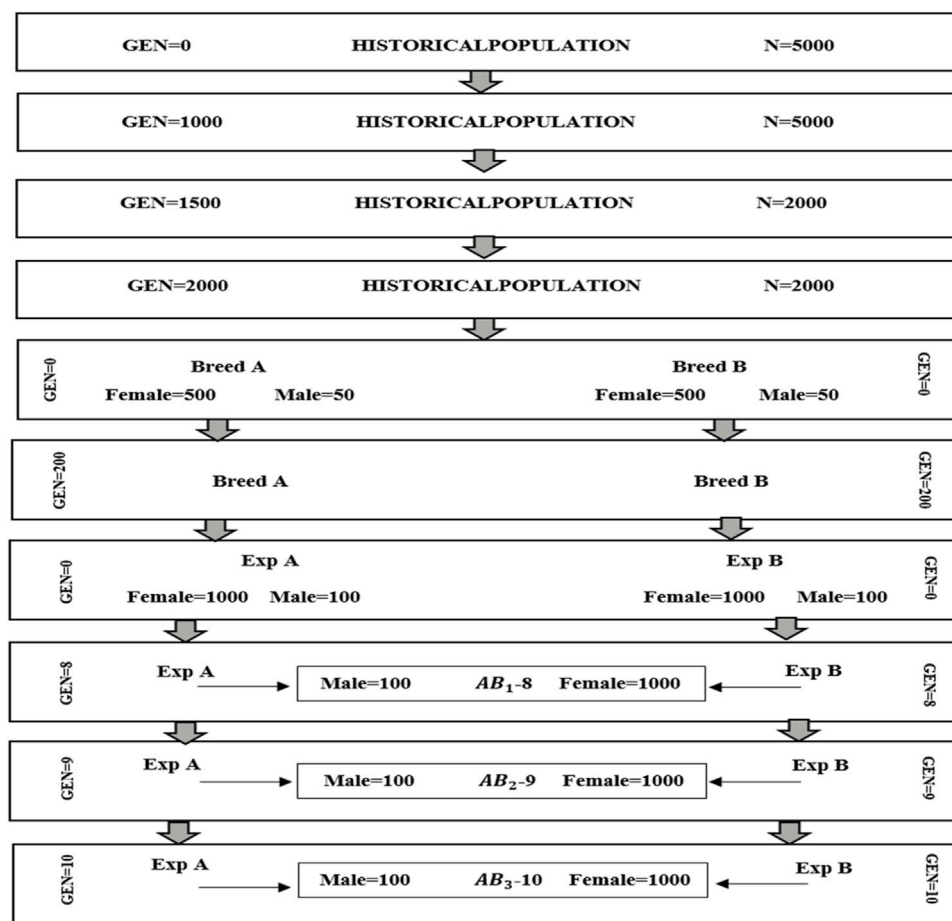 GEN=0 HISTORICALPOPULATION N=5000
GEN=1000 HISTORICALPOPULATION N=5000
GEN=1500 HISTORICALPOPULATION N=2000
GEN=2000 HISTORICALPOPULATION N=2000
GEN=0 Breed A Breed B GEN=0
Female=500 Male=50 Female=500 Male=50
GEN=200 Breed A Breed B GEN=200
GEN=0 Exp A Exp B GEN=0
Female=1000 Male=100 Female=1000 Male=100
GEN=8 Exp A Exp B GEN=8
Male=100 AB₁-8 Female=1000
GEN=9 Exp A Exp B GEN=9
Male=100 AB₂-9 Female=1000
GEN=10 Exp A Exp B GEN=10
Male=100 AB₃-10 Female=1000